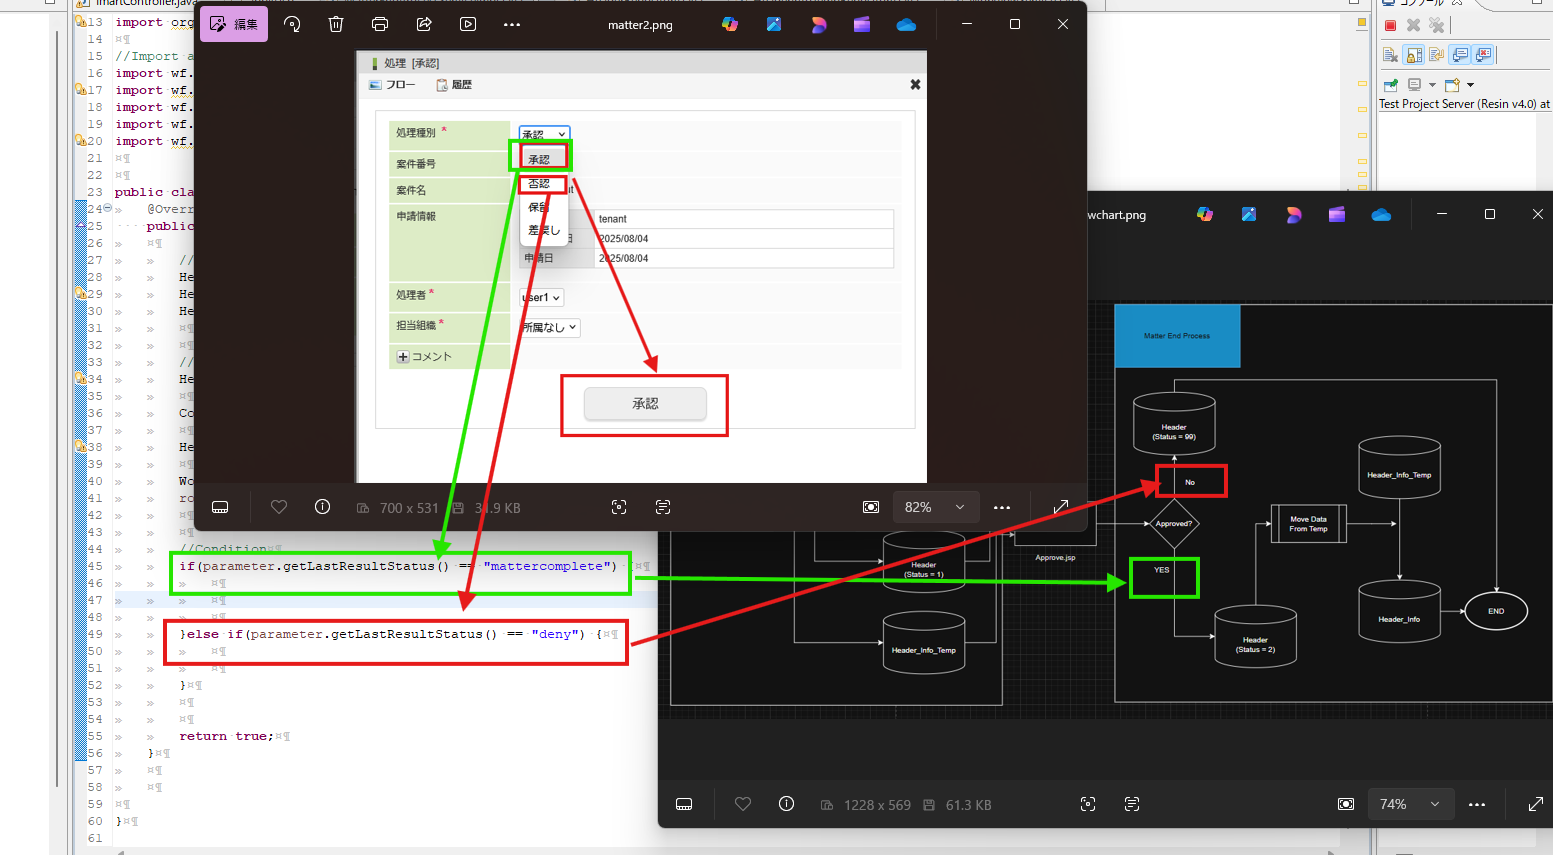 ImartController.java
編集
matter2.png
コンソール
13 import org
14
15 //Import a
16 import wf.
17 import wf.
18 import wf.
19 import wf.
20 import wf.
21
22
23 public cla
24 @Overr
25 public
26
27 //
28 He
29 He
30 He
31
32
33 //
34 He
35
36 Co
37
38 He
39
40 Wo
41 ro
42
43
44 //Condition
45 if(parameter.getLastResultStatus() == "mattercomplete") {
46
47
48
49 }else if(parameter.getLastResultStatus() == "deny") {
50
51
52 }
53
54
55 return true;
56 }
57
58
59
60 }
61
処理 [承認]
フロー 履歴
処理種別 * 承認
承認
案件番号
否認
案件名
保留
差戻し
申請情報
tenant
2025/08/04
申請日 2025/08/04
処理者 * user1
担当組織 * 所属なし
コメント
承認
700 x 531 31.9 KB 82%
Test Project Server (Resin v4.0) at
wchart.png
Matter End Process
Header
(Status = 99)
Header_Info_Temp
No
Approved?
Move Data
From Temp
Approve.jsp
YES
Header
(Status = 1)
Header_Info
END
Header
(Status = 2)
Header_Info_Temp
1228 x 569 61.3 KB 74%